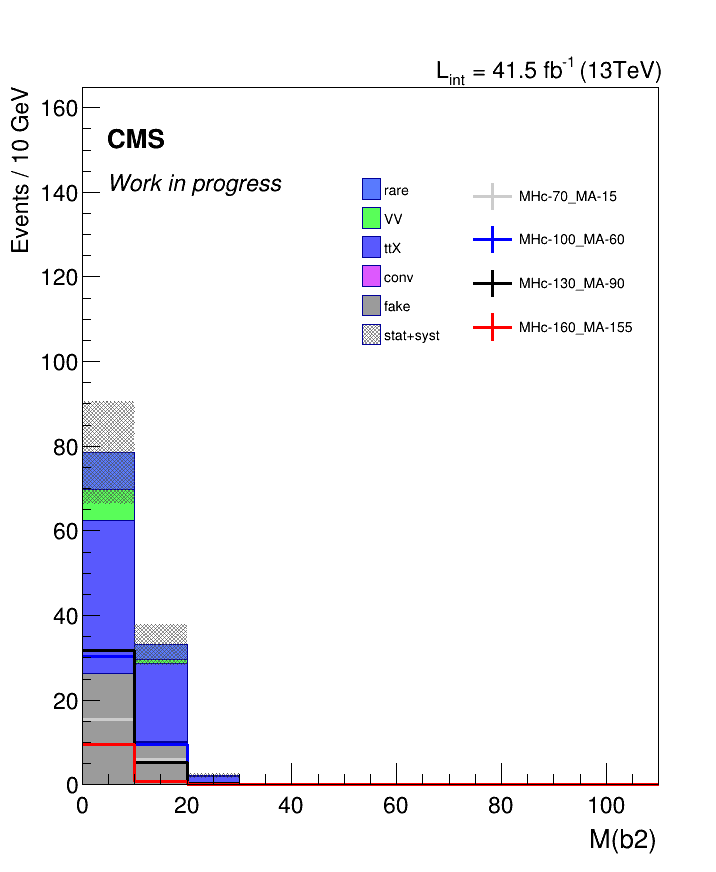 L_int = 41.5 fb^-1 (13TeV)
Events / 10 GeV
160
140
120
100
80
60
40
20
0
CMS
Work in progress
rare
VV
ttX
conv
fake
stat+syst
MHc-70_MA-15
MHc-100_MA-60
MHc-130_MA-90
MHc-160_MA-155
0 20 40 60 80 100
M(b2)